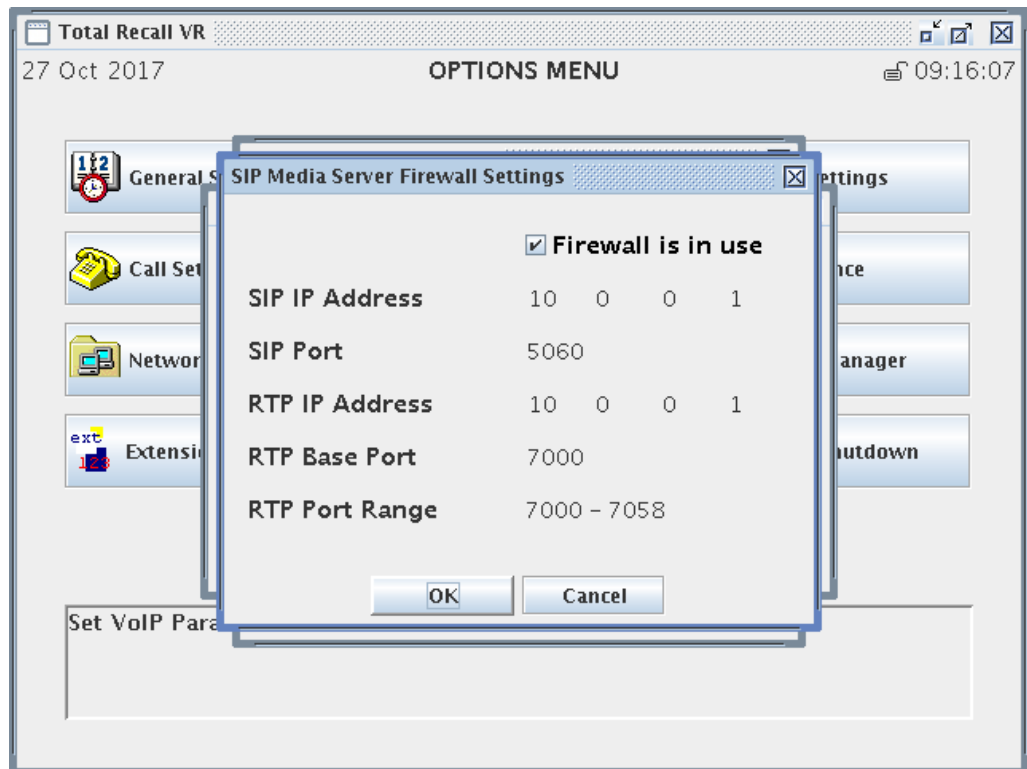 Total Recall VR
27 Oct 2017 OPTIONS MENU 09:16:07
General
SIP Media Server Firewall Settings
ettings
Firewall is in use
Call Set
nce
SIP IP Address 10 0 0 1
SIP Port 5060
Networ
anager
RTP IP Address 10 0 0 1
ext
123
Extensi
RTP Base Port 7000
utdown
RTP Port Range 7000 - 7058
OK Cancel
Set VoIP Para